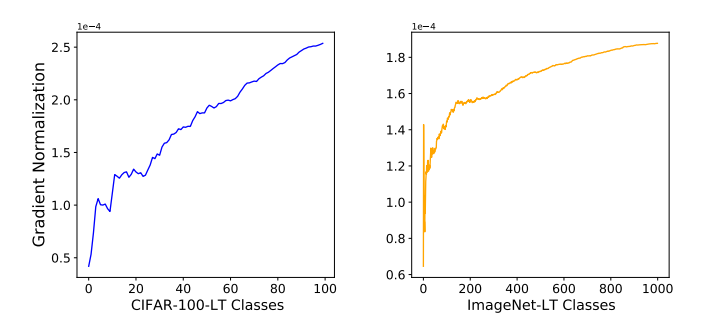 1e−4
2.5
2.0
1.5
1.0
0.5
Gradient Normalization
0 20 40 60 80 100
CIFAR-100-LT Classes
1e−4
1.8
1.6
1.4
1.2
1.0
0.8
0.6
0 200 400 600 800 1000
ImageNet-LT Classes